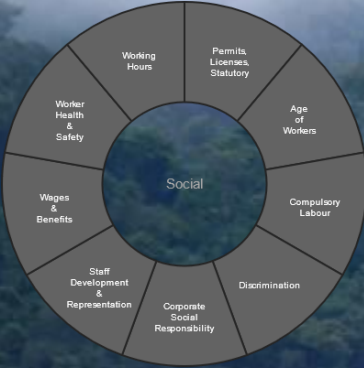 Permits,
Licenses,
Statutory
Age
of
Workers
Compulsory
Labour
Discrimination
Corporate
Social
Responsibility
Staff
Development
&
Representation
Wages
&
Benefits
Worker
Health
&
Safety
Working
Hours
Social